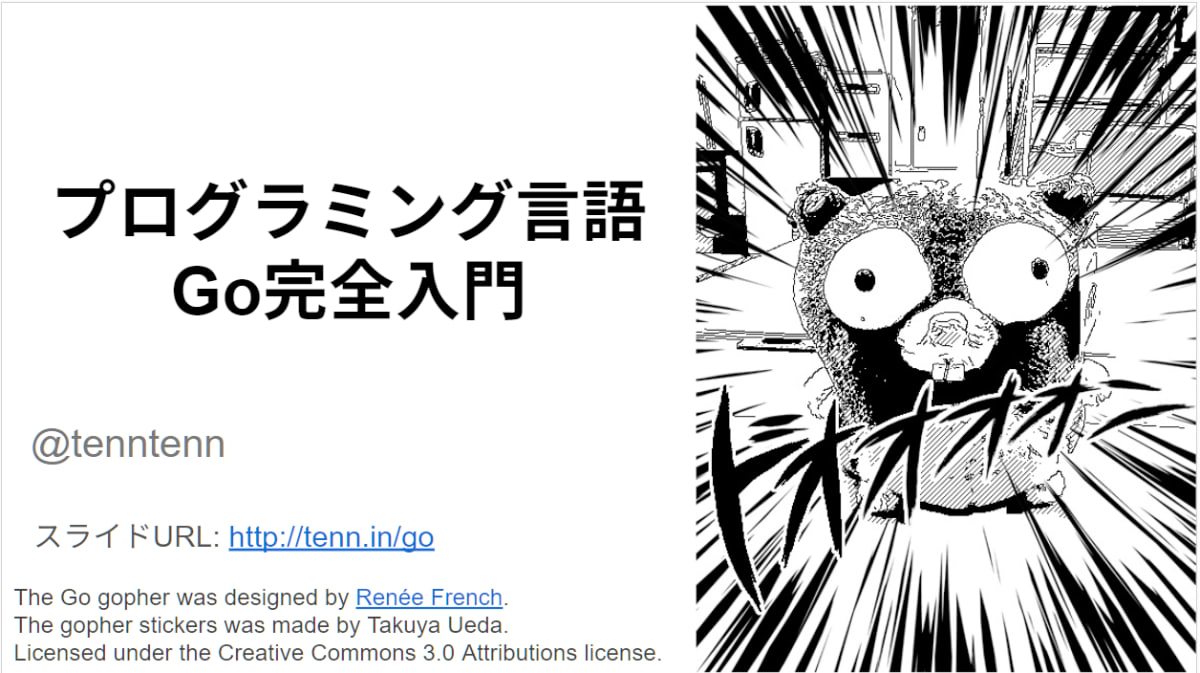 プログラミング言語
Go完全入門
@tenntenn
スライドURL: http://tenn.in/go
The Go gopher was designed by Renée French.
The gopher stickers was made by Takuya Ueda.
Licensed under the Creative Commons 3.0 Attributions license.
ドオオオオン